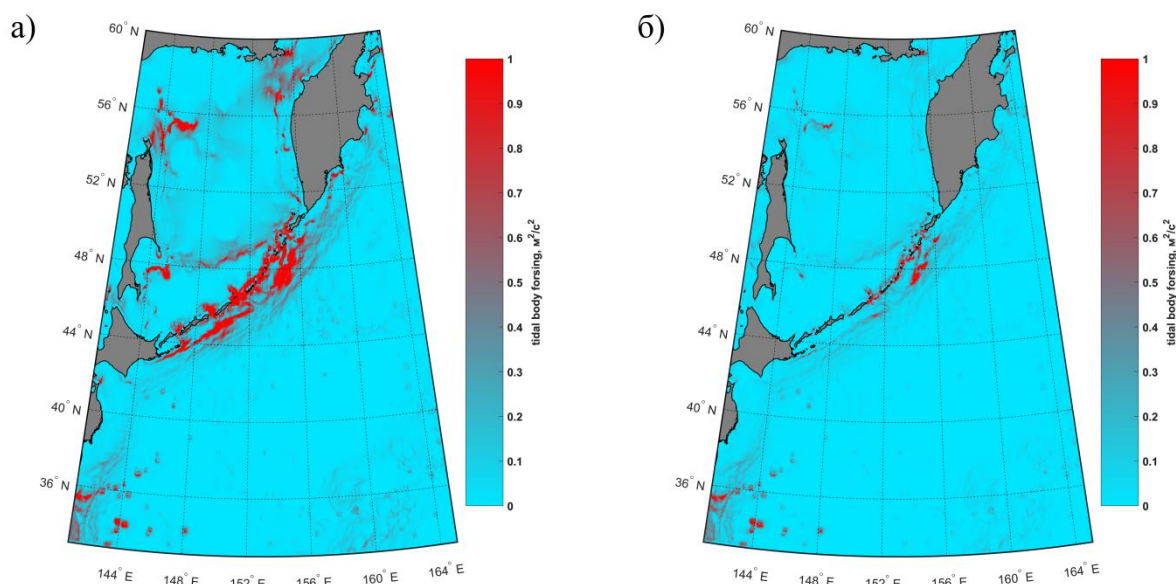 а)
60° N
56° N
52° N
48° N
44° N
40° N
36° N
144° E
148° E
152° E
156° E
160° E
164° E
1
0.9
0.8
0.7
0.6
0.5
0.4
0.3
0.2
0.1
0
tidal body forsing, м²/с²
б)
60° N
56° N
52° N
48° N
44° N
40° N
36° N
144° E
148° E
152° E
156° E
160° E
164° E
1
0.9
0.8
0.7
0.6
0.5
0.4
0.3
0.2
0.1
0
tidal body forsing, м²/с²